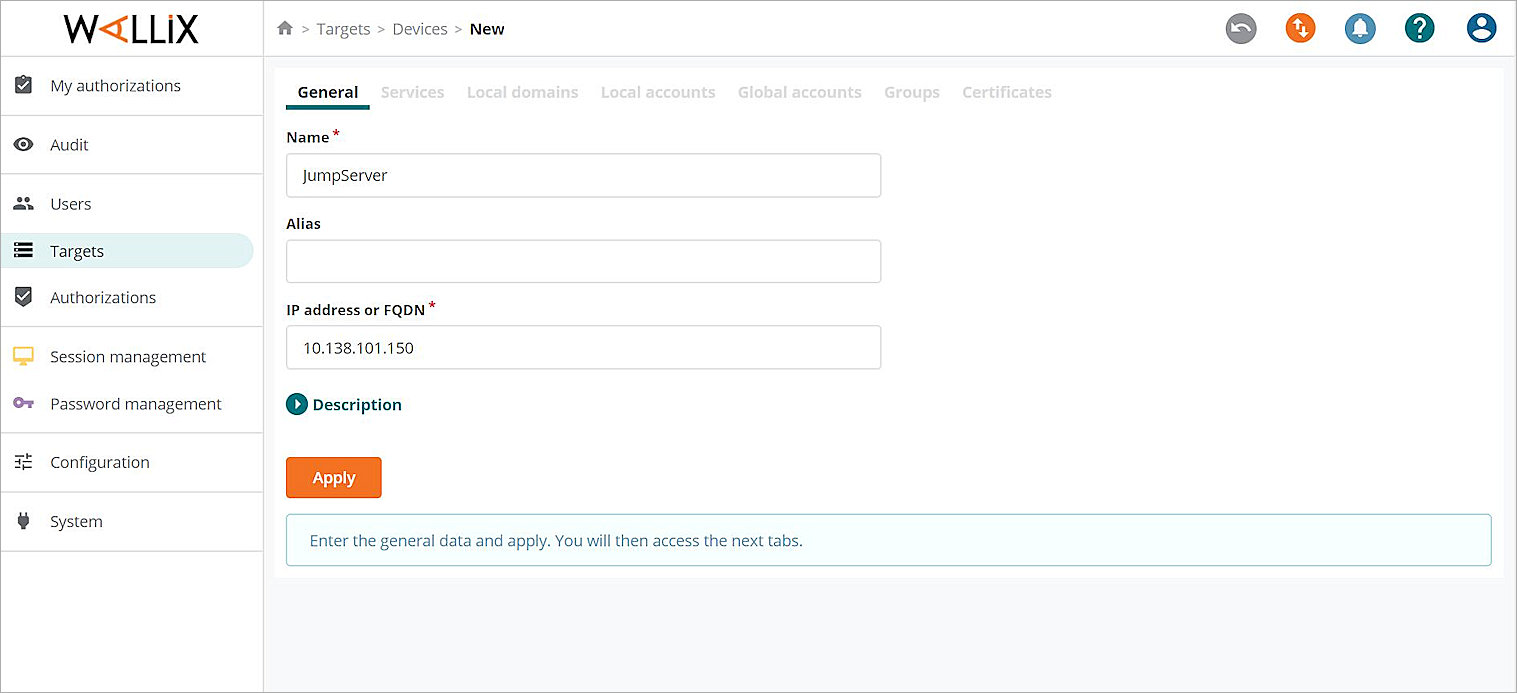 WALLIX
> Targets > Devices > New
My authorizations
Audit
Users
Targets
Authorizations
Session management
Password management
Configuration
System
General Services Local domains Local accounts Global accounts Groups Certificates
Name *
JumpServer
Alias
IP address or FQDN *
10.138.101.150
Description
Apply
Enter the general data and apply. You will then access the next tabs.